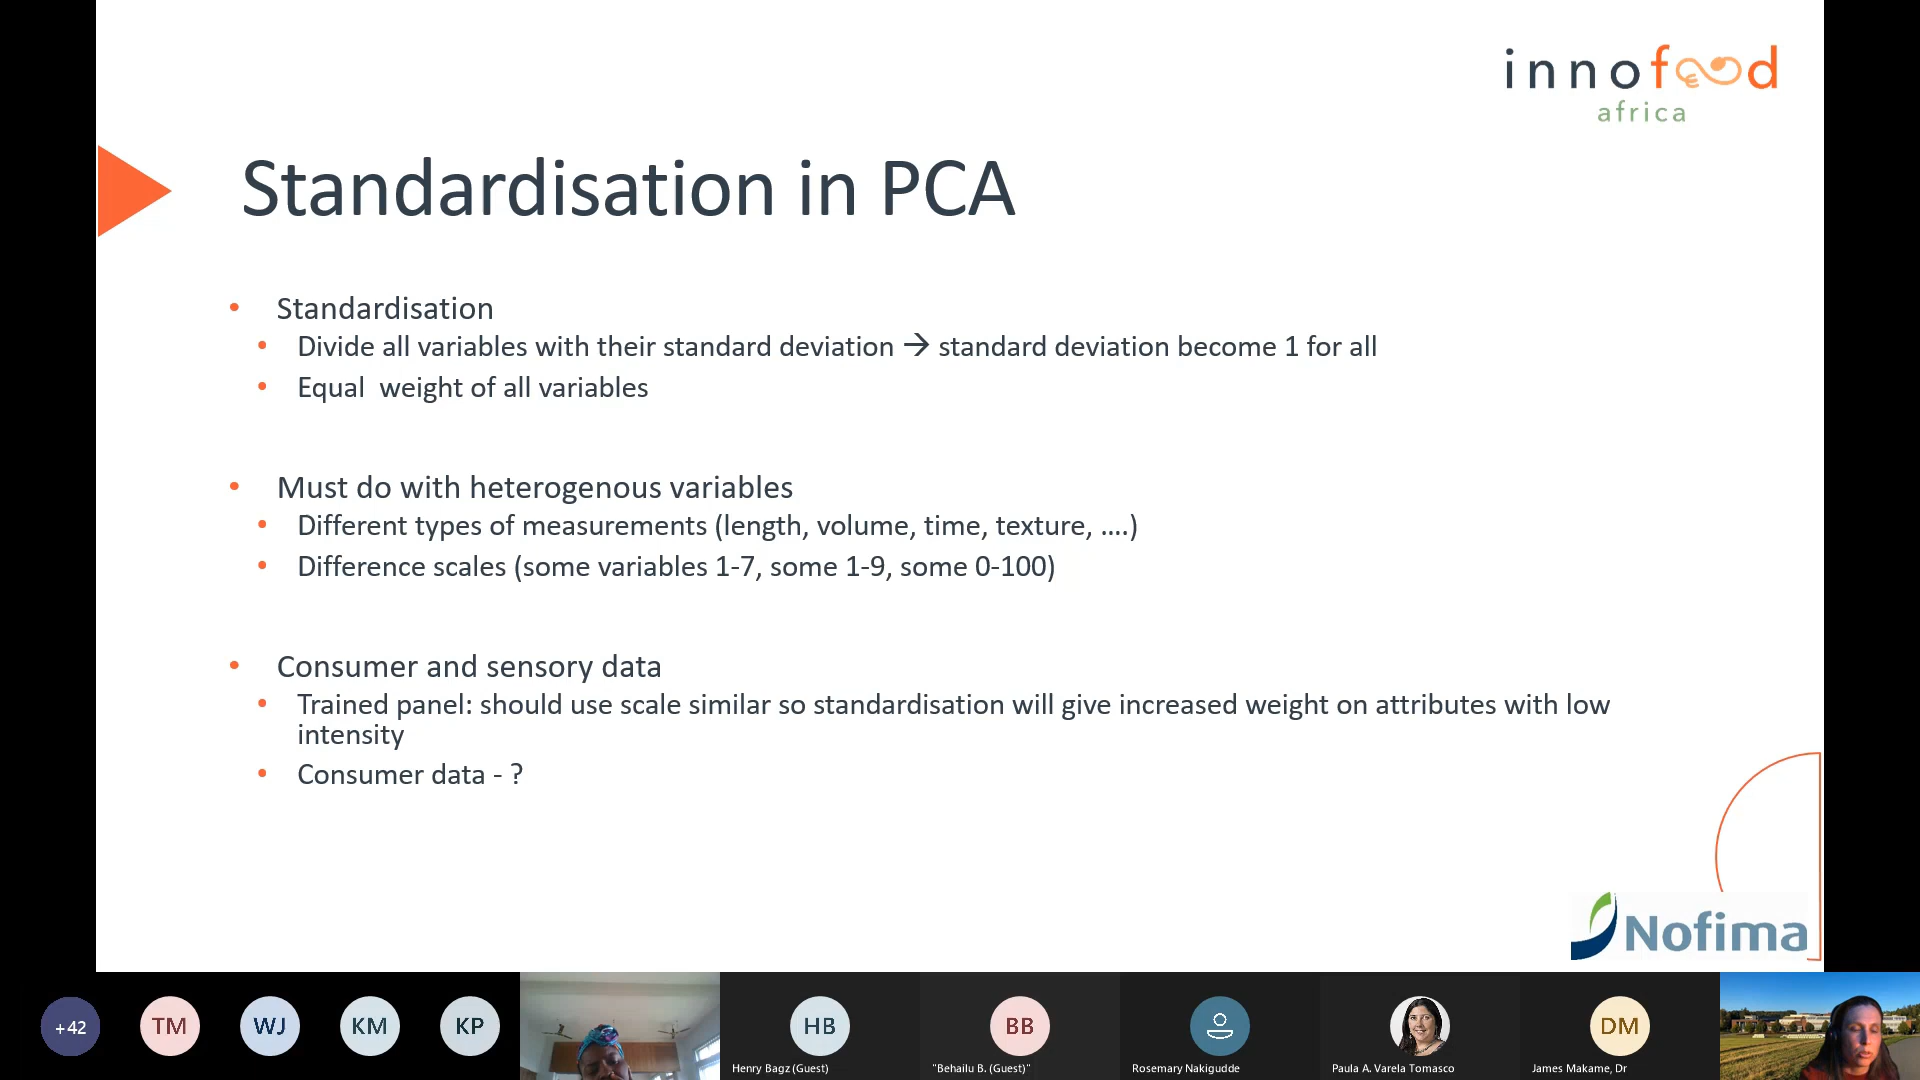 innofood
africa
Standardisation in PCA
• Standardisation
• Divide all variables with their standard deviation → standard deviation become 1 for all
• Equal  weight of all variables
• Must do with heterogenous variables
• Different types of measurements (length, volume, time, texture, ....)
• Difference scales (some variables 1-7, some 1-9, some 0-100)
• Consumer and sensory data
• Trained panel: should use scale similar so standardisation will give increased weight on attributes with low
intensity
• Consumer data - ?
Nofima
+42 TM WJ KM KP HB BB DM
Henry Bagz (Guest) "Behailu B. (Guest)" Rosemary Nakigudde Paula A. Varela Tomasco James Makame, Dr